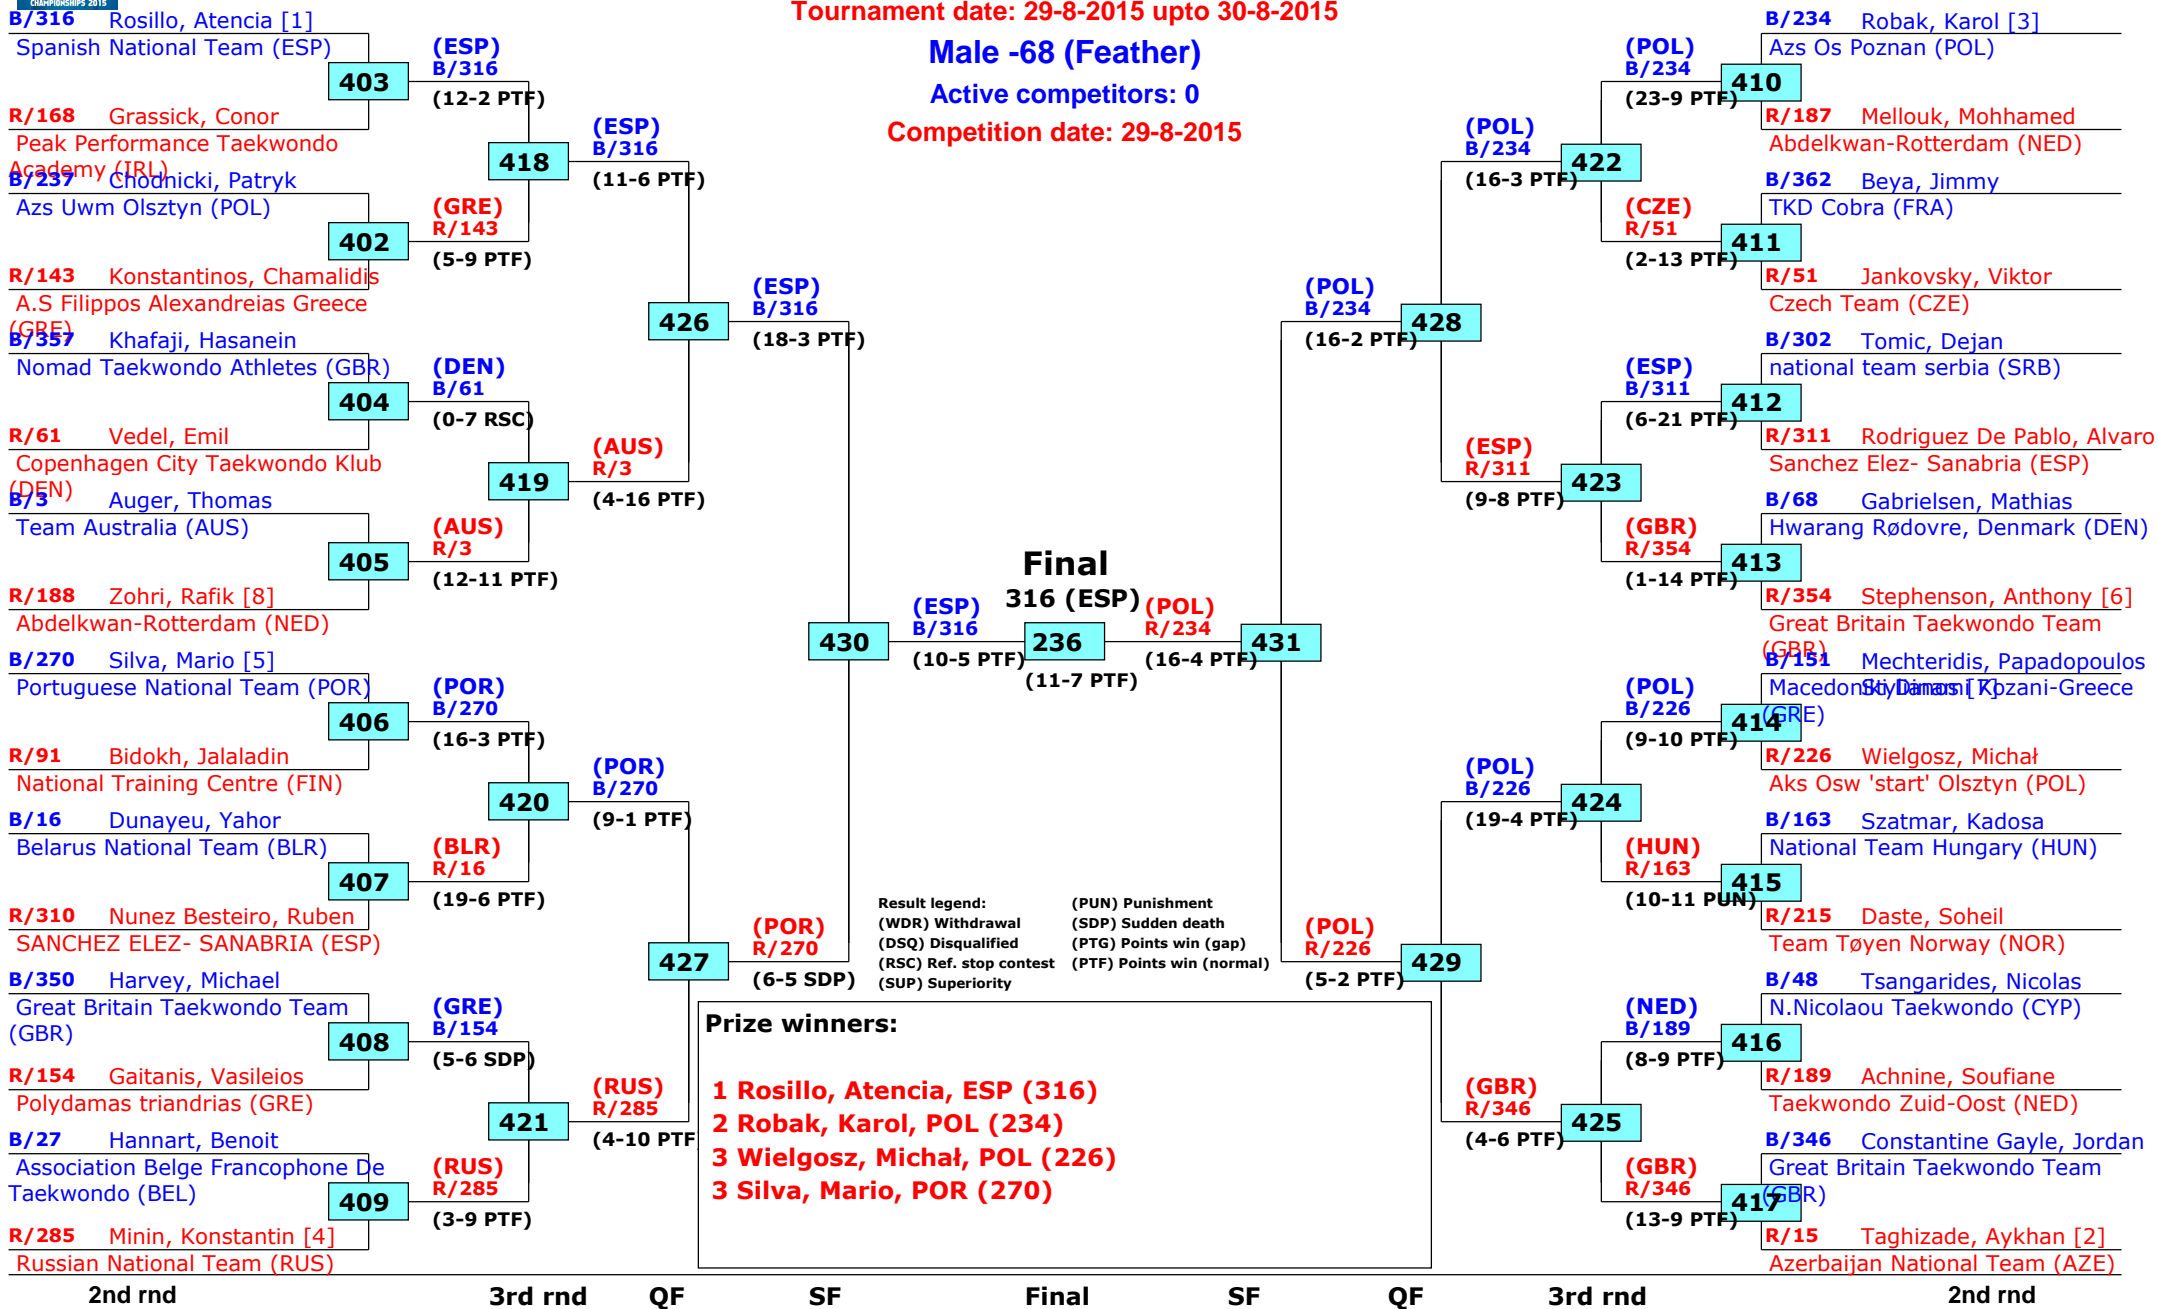 CHAMPIONSHIPS 2015
Tournament date: 29-8-2015 upto 30-8-2015
Male -68 (Feather)
Active competitors: 0
Competition date: 29-8-2015
B/316 Rosillo, Atencia [1]
Spanish National Team (ESP)
403
R/168 Grassick, Conor
Peak Performance Taekwondo
Academy (IRL)
B/237 Chodnicki, Patryk
Azs Uwm Olsztyn (POL)
402
R/143 Konstantinos, Chamalidis
A.S Filippos Alexandreias Greece
(GRE)
B/357 Khafaji, Hasanein
Nomad Taekwondo Athletes (GBR)
404
R/61 Vedel, Emil
Copenhagen City Taekwondo Klub
(DEN)
B/3 Auger, Thomas
Team Australia (AUS)
405
R/188 Zohri, Rafik [8]
Abdelkwan-Rotterdam (NED)
B/270 Silva, Mario [5]
Portuguese National Team (POR)
406
R/91 Bidokh, Jalaladin
National Training Centre (FIN)
B/16 Dunayeu, Yahor
Belarus National Team (BLR)
407
R/310 Nunez Besteiro, Ruben
SANCHEZ ELEZ- SANABRIA (ESP)
B/350 Harvey, Michael
Great Britain Taekwondo Team
(GBR)
408
R/154 Gaitanis, Vasileios
Polydamas triandrias (GRE)
B/27 Hannart, Benoit
Association Belge Francophone De
Taekwondo (BEL)
409
R/285 Minin, Konstantin [4]
Russian National Team (RUS)
(ESP)
B/316
(12-2 PTF)
418
(GRE)
R/143
(5-9 PTF)
(DEN)
B/61
(0-7 RSC)
419
(AUS)
R/3
(12-11 PTF)
(POR)
B/270
(16-3 PTF)
420
(BLR)
R/16
(19-6 PTF)
(GRE)
B/154
(5-6 SDP)
421
(RUS)
R/285
(3-9 PTF)
(ESP)
B/316
(11-6 PTF)
426
(AUS)
R/3
(4-16 PTF)
(POR)
B/270
(9-1 PTF)
427
(RUS)
R/285
(4-10 PTF
(ESP)
B/316
(18-3 PTF)
430
(POR)
R/270
(6-5 SDP)
(ESP)
B/316
(10-5 PTF)
Final
316 (ESP)
236
(11-7 PTF)
(POL)
R/234
(16-4 PTF)
431
(POL)
B/234
(16-2 PTF)
428
(POL)
R/226
(5-2 PTF)
429
(POL)
B/234
(16-3 PTF)
422
(ESP)
R/311
(9-8 PTF)
423
(POL)
B/226
(19-4 PTF)
424
(GBR)
R/346
(4-6 PTF)
425
(POL)
B/234
(23-9 PTF)
410
(CZE)
R/51
(2-13 PTF)
411
(ESP)
B/311
(6-21 PTF)
412
(GBR)
R/354
(1-14 PTF)
413
(POL)
B/226
(9-10 PTF)
414
(HUN)
R/163
(10-11 PUN)
415
(NED)
B/189
(8-9 PTF)
416
(GBR)
R/346
(13-9 PTF)
417
B/234 Robak, Karol [3]
Azs Os Poznan (POL)
R/187 Mellouk, Mohhamed
Abdelkwan-Rotterdam (NED)
B/362 Beya, Jimmy
TKD Cobra (FRA)
R/51 Jankovsky, Viktor
Czech Team (CZE)
B/302 Tomic, Dejan
national team serbia (SRB)
R/311 Rodriguez De Pablo, Alvaro
Sanchez Elez- Sanabria (ESP)
B/68 Gabrielsen, Mathias
Hwarang Rødovre, Denmark (DEN)
R/354 Stephenson, Anthony [6]
Great Britain Taekwondo Team
(GBR)
B/151 Mechteridis, Papadopoulos
Kozani-Greece
(GRE)
R/226 Wielgosz, Michał
Aks Osw 'start' Olsztyn (POL)
B/163 Szatmar, Kadosa
National Team Hungary (HUN)
R/215 Daste, Soheil
Team Tøyen Norway (NOR)
B/48 Tsangarides, Nicolas
N.Nicolaou Taekwondo (CYP)
R/189 Achnine, Soufiane
Taekwondo Zuid-Oost (NED)
B/346 Constantine Gayle, Jordan
Great Britain Taekwondo Team
(GBR)
R/15 Taghizade, Aykhan [2]
Azerbaijan National Team (AZE)
Result legend:
(WDR) Withdrawal
(DSQ) Disqualified
(RSC) Ref. stop contest
(SUP) Superiority
(PUN) Punishment
(SDP) Sudden death
(PTG) Points win (gap)
(PTF) Points win (normal)
Prize winners:
1 Rosillo, Atencia, ESP (316)
2 Robak, Karol, POL (234)
3 Wielgosz, Michał, POL (226)
3 Silva, Mario, POR (270)
2nd rnd 3rd rnd QF SF Final SF QF 3rd rnd 2nd rnd